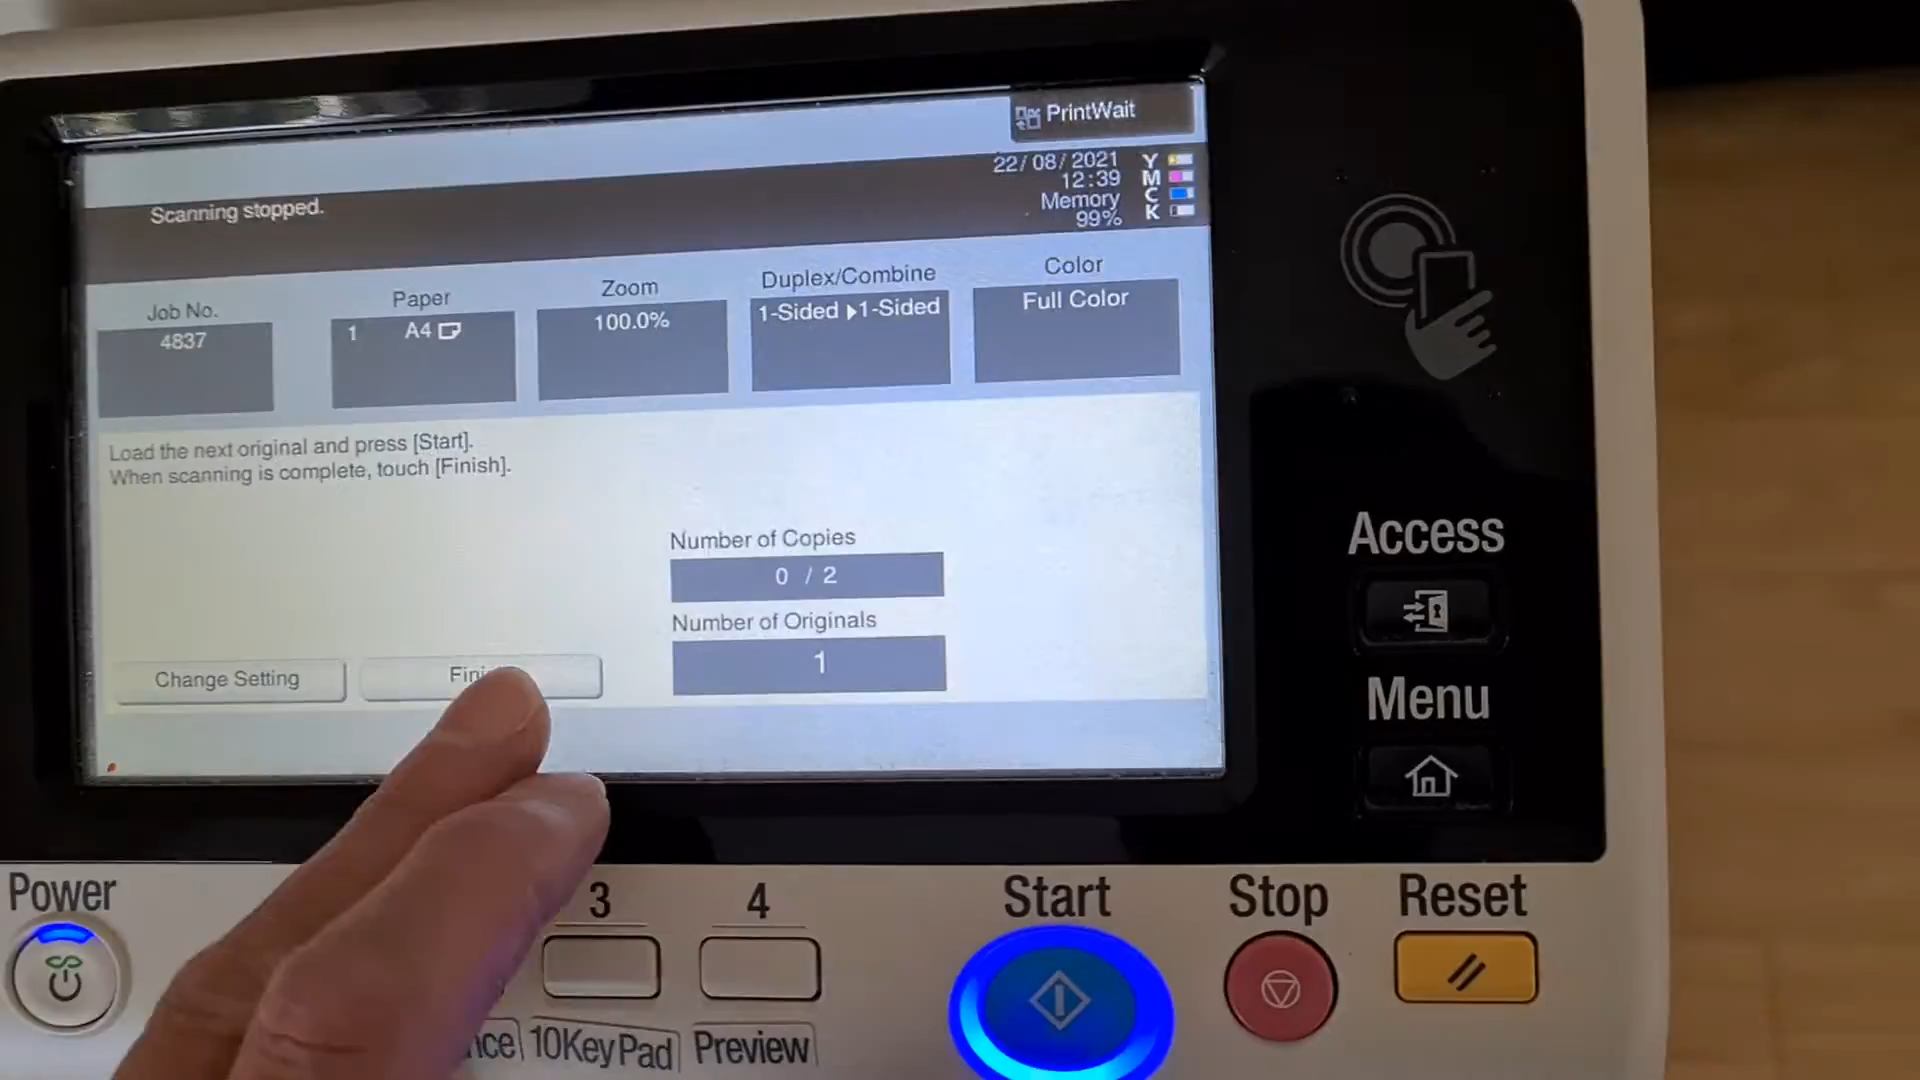 PrintWait
22/08/2021
12:39
Memory
99%
Y
M
C
K
Scanning stopped.
Job No.
4837
Paper
1 A4
Zoom
100.0%
Duplex/Combine
1-Sided ▶1-Sided
Color
Full Color
Load the next original and press [Start].
When scanning is complete, touch [Finish].
Number of Copies
0 / 2
Number of Originals
1
Change Setting
Access
Menu
Power
3
4
Start
Stop
Reset
10KeyPad
Preview